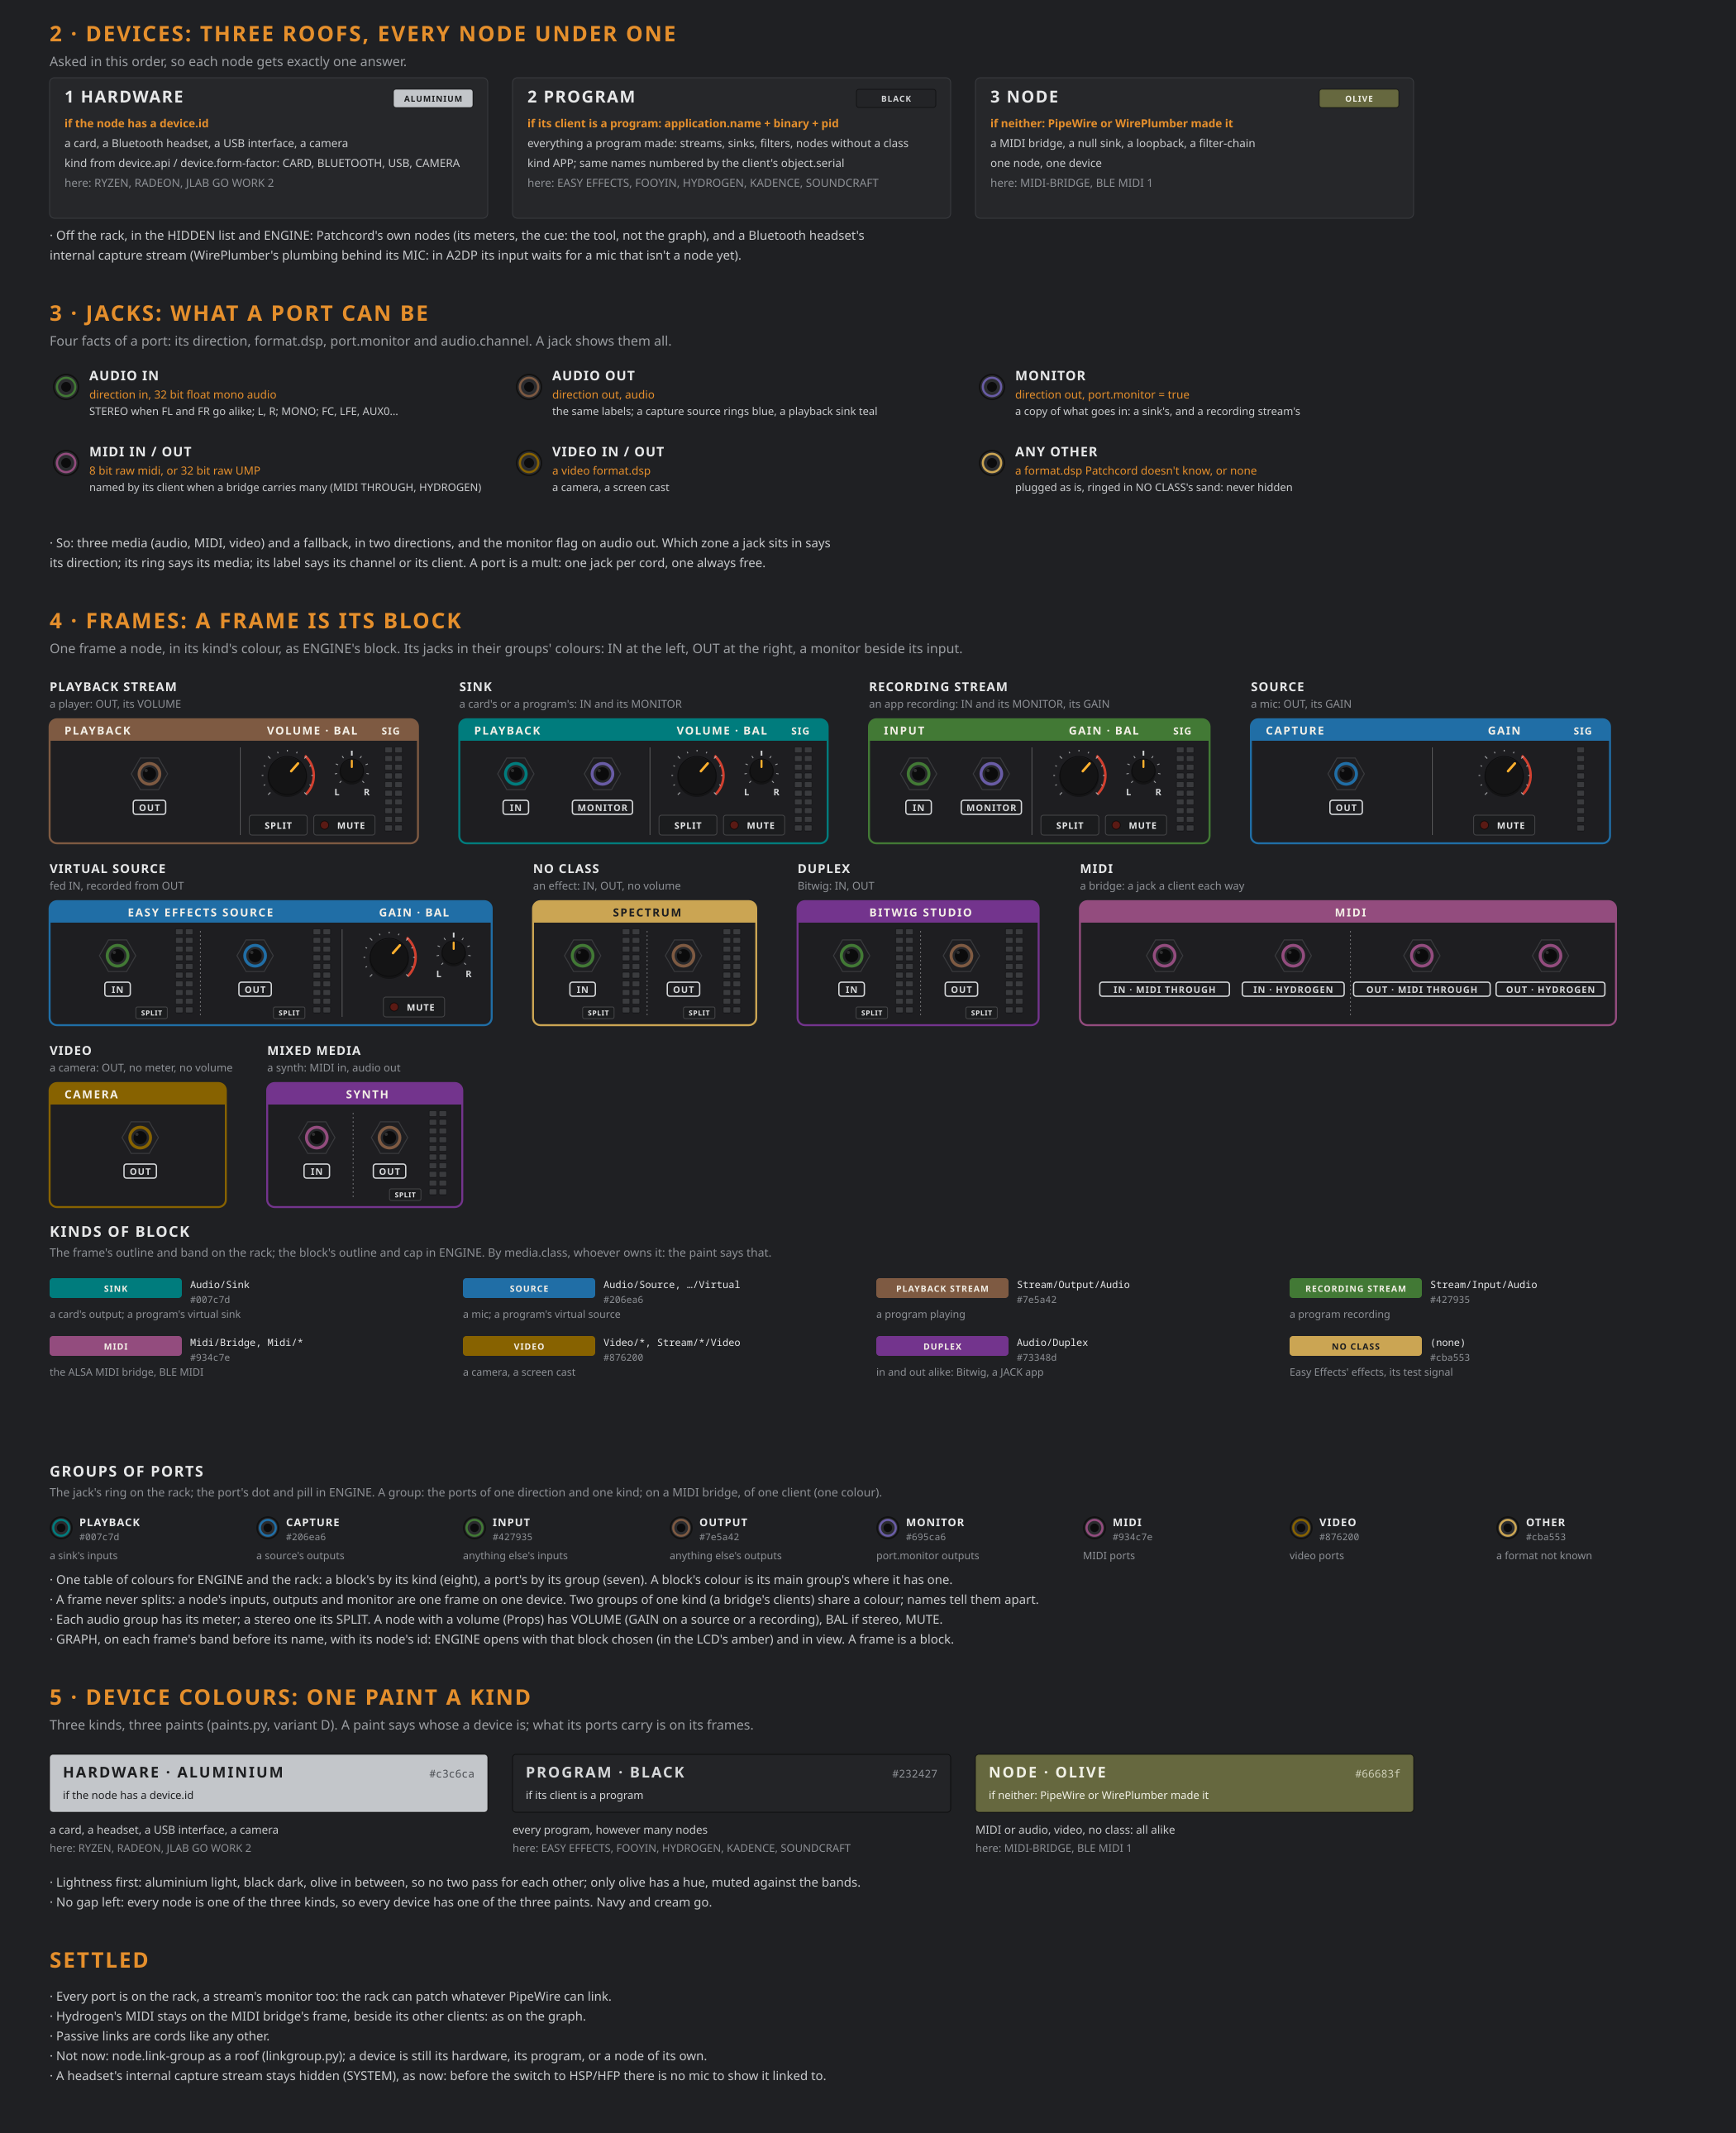 2 · DEVICES: THREE ROOFS, EVERY NODE UNDER ONE
Asked in this order, so each node gets exactly one answer.
1 HARDWARE
ALUMINIUM
if the node has a device.id
a card, a Bluetooth headset, a USB interface, a camera
kind from device.api / device.form-factor: CARD, BLUETOOTH, USB, CAMERA
here: RYZEN, RADEON, JLAB GO WORK 2
2 PROGRAM
BLACK
if its client is a program: application.name + binary + pid
everything a program made: streams, sinks, filters, nodes without a class
kind APP; same names numbered by the client's object.serial
here: EASY EFFECTS, FOOYIN, HYDROGEN, KADENCE, SOUNDCRAFT
3 NODE
OLIVE
if neither: PipeWire or WirePlumber made it
a MIDI bridge, a null sink, a loopback, a filter-chain
one node, one device
here: MIDI-BRIDGE, BLE MIDI 1
· Off the rack, in the HIDDEN list and ENGINE: Patchcord's own nodes (its meters, the cue: the tool, not the graph), and a Bluetooth headset's
internal capture stream (WirePlumber's plumbing behind its MIC: in A2DP its input waits for a mic that isn't a node yet).
3 · JACKS: WHAT A PORT CAN BE
Four facts of a port: its direction, format.dsp, port.monitor and audio.channel. A jack shows them all.
AUDIO IN
direction in, 32 bit float mono audio
STEREO when FL and FR go alike; L, R; MONO; FC, LFE, AUX0…
AUDIO OUT
direction out, audio
the same labels; a capture source rings blue, a playback sink teal
MONITOR
direction out, port.monitor = true
a copy of what goes in: a sink's, and a recording stream's
MIDI IN / OUT
8 bit raw midi, or 32 bit raw UMP
named by its client when a bridge carries many (MIDI THROUGH, HYDROGEN)
VIDEO IN / OUT
a video format.dsp
a camera, a screen cast
ANY OTHER
a format.dsp Patchcord doesn't know, or none
plugged as is, ringed in NO CLASS's sand: never hidden
· So: three media (audio, MIDI, video) and a fallback, in two directions, and the monitor flag on audio out. Which zone a jack sits in says
its direction; its ring says its media; its label says its channel or its client. A port is a mult: one jack per cord, one always free.
4 · FRAMES: A FRAME IS ITS BLOCK
One frame a node, in its kind's colour, as ENGINE's block. Its jacks in their groups' colours: IN at the left, OUT at the right, a monitor beside its input.
PLAYBACK STREAM
a player: OUT, its VOLUME
PLAYBACK
VOLUME · BAL
SIG
OUT
L R
SPLIT
MUTE
SINK
a card's or a program's: IN and its MONITOR
PLAYBACK
VOLUME · BAL
SIG
IN
MONITOR
L R
SPLIT
MUTE
RECORDING STREAM
an app recording: IN and its MONITOR, its GAIN
INPUT
GAIN · BAL
SIG
IN
MONITOR
L R
SPLIT
MUTE
SOURCE
a mic: OUT, its GAIN
CAPTURE
GAIN
SIG
OUT
MUTE
VIRTUAL SOURCE
fed IN, recorded from OUT
EASY EFFECTS SOURCE
GAIN · BAL
IN
SPLIT
OUT
SPLIT
L R
MUTE
NO CLASS
an effect: IN, OUT, no volume
SPECTRUM
IN
SPLIT
OUT
SPLIT
DUPLEX
Bitwig: IN, OUT
BITWIG STUDIO
IN
SPLIT
OUT
SPLIT
MIDI
a bridge: a jack a client each way
MIDI
IN · MIDI THROUGH
IN · HYDROGEN
OUT · MIDI THROUGH
OUT · HYDROGEN
VIDEO
a camera: OUT, no meter, no volume
CAMERA
OUT
MIXED MEDIA
a synth: MIDI in, audio out
SYNTH
IN
OUT
SPLIT
KINDS OF BLOCK
The frame's outline and band on the rack; the block's outline and cap in ENGINE. By media.class, whoever owns it: the paint says that.
SINK
Audio/Sink
#007c7d
a card's output; a program's virtual sink
SOURCE
Audio/Source, …/Virtual
#206ea6
a mic; a program's virtual source
PLAYBACK STREAM
Stream/Output/Audio
#7e5a42
a program playing
RECORDING STREAM
Stream/Input/Audio
#427935
a program recording
MIDI
Midi/Bridge, Midi/*
#934c7e
the ALSA MIDI bridge, BLE MIDI
VIDEO
Video/*, Stream/*/Video
#876200
a camera, a screen cast
DUPLEX
Audio/Duplex
#73348d
in and out alike: Bitwig, a JACK app
NO CLASS
(none)
#cba553
Easy Effects' effects, its test signal
GROUPS OF PORTS
The jack's ring on the rack; the port's dot and pill in ENGINE. A group: the ports of one direction and one kind; on a MIDI bridge, of one client (one colour).
PLAYBACK
#007c7d
a sink's inputs
CAPTURE
#206ea6
a source's outputs
INPUT
#427935
anything else's inputs
OUTPUT
#7e5a42
anything else's outputs
MONITOR
#695ca6
port.monitor outputs
MIDI
#934c7e
MIDI ports
VIDEO
#876200
video ports
OTHER
#cba553
a format not known
· One table of colours for ENGINE and the rack: a block's by its kind (eight), a port's by its group (seven). A block's colour is its main group's where it has one.
· A frame never splits: a node's inputs, outputs and monitor are one frame on one device. Two groups of one kind (a bridge's clients) share a colour; names tell them apart.
· Each audio group has its meter; a stereo one its SPLIT. A node with a volume (Props) has VOLUME (GAIN on a source or a recording), BAL if stereo, MUTE.
· GRAPH, on each frame's band before its name, with its node's id: ENGINE opens with that block chosen (in the LCD's amber) and in view. A frame is a block.
5 · DEVICE COLOURS: ONE PAINT A KIND
Three kinds, three paints (paints.py, variant D). A paint says whose a device is; what its ports carry is on its frames.
HARDWARE · ALUMINIUM
#c3c6ca
if the node has a device.id
a card, a headset, a USB interface, a camera
here: RYZEN, RADEON, JLAB GO WORK 2
PROGRAM · BLACK
#232427
if its client is a program
every program, however many nodes
here: EASY EFFECTS, FOOYIN, HYDROGEN, KADENCE, SOUNDCRAFT
NODE · OLIVE
#66683f
if neither: PipeWire or WirePlumber made it
MIDI or audio, video, no class: all alike
here: MIDI-BRIDGE, BLE MIDI 1
· Lightness first: aluminium light, black dark, olive in between, so no two pass for each other; only olive has a hue, muted against the bands.
· No gap left: every node is one of the three kinds, so every device has one of the three paints. Navy and cream go.
SETTLED
· Every port is on the rack, a stream's monitor too: the rack can patch whatever PipeWire can link.
· Hydrogen's MIDI stays on the MIDI bridge's frame, beside its other clients: as on the graph.
· Passive links are cords like any other.
· Not now: node.link-group as a roof (linkgroup.py); a device is still its hardware, its program, or a node of its own.
· A headset's internal capture stream stays hidden (SYSTEM), as now: before the switch to HSP/HFP there is no mic to show it linked to.